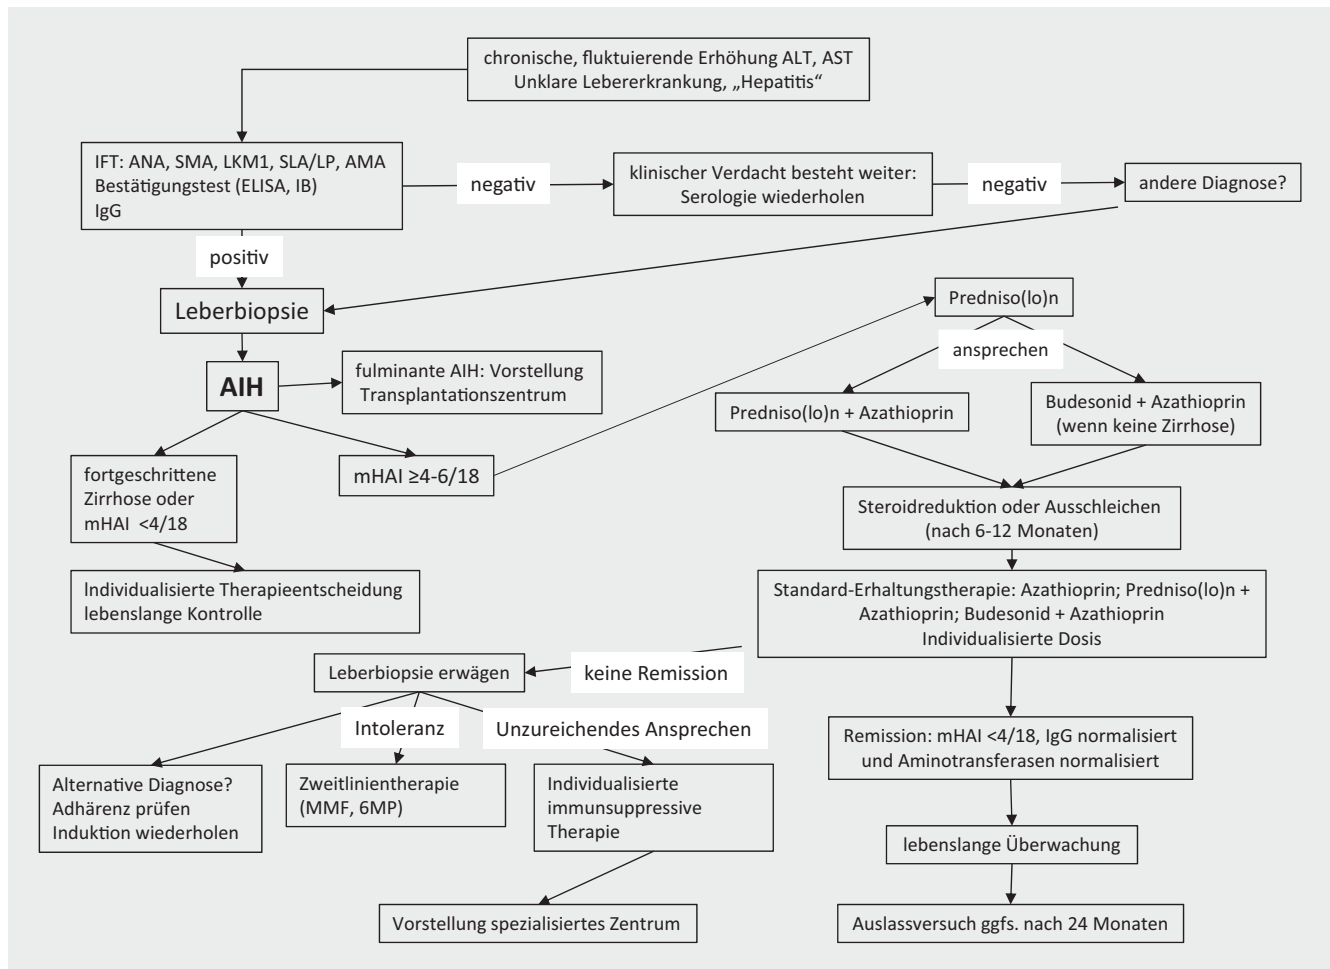 chronische, fluktuierende Erhöhung ALT, AST
Unklare Lebererkrankung, „Hepatitis“
IFT: ANA, SMA, LKM1, SLA/LP, AMA
Bestätigungstest (ELISA, IB)
IgG
negativ
klinischer Verdacht besteht weiter:
Serologie wiederholen
negativ
andere Diagnose?
positiv
Leberbiopsie
AIH
fulminante AIH: Vorstellung
Transplantationszentrum
fortgeschrittene
Zirrhose oder
mHAI <4/18
mHAI ≥4-6/18
Individualisierte Therapieentscheidung
lebenslange Kontrolle
Predniso(lo)n
ansprechen
Predniso(lo)n + Azathioprin
Budesonid + Azathioprin
(wenn keine Zirrhose)
Steroidreduktion oder Ausschleichen
(nach 6-12 Monaten)
Standard-Erhaltungstherapie: Azathioprin; Predniso(lo)n +
Azathioprin; Budesonid + Azathioprin
Individualisierte Dosis
keine Remission
Leberbiopsie erwägen
Intoleranz
Unzureichendes Ansprechen
Alternative Diagnose?
Adhärenz prüfen
Induktion wiederholen
Zweitlinientherapie
(MMF, 6MP)
Individualisierte
immunsuppressive
Therapie
Vorstellung spezialisiertes Zentrum
Remission: mHAI <4/18, IgG normalisiert
und Aminotransferasen normalisiert
lebenslange Überwachung
Auslassversuch ggfs. nach 24 Monaten